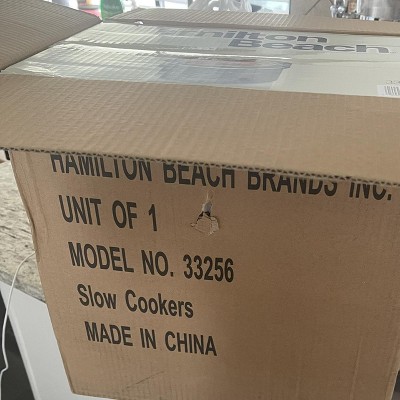 Hamilton
Beach
HAMILTON BEACH BRANDS INC.
UNIT OF 1
MODEL NO. 33256
Slow Cookers
MADE IN CHINA